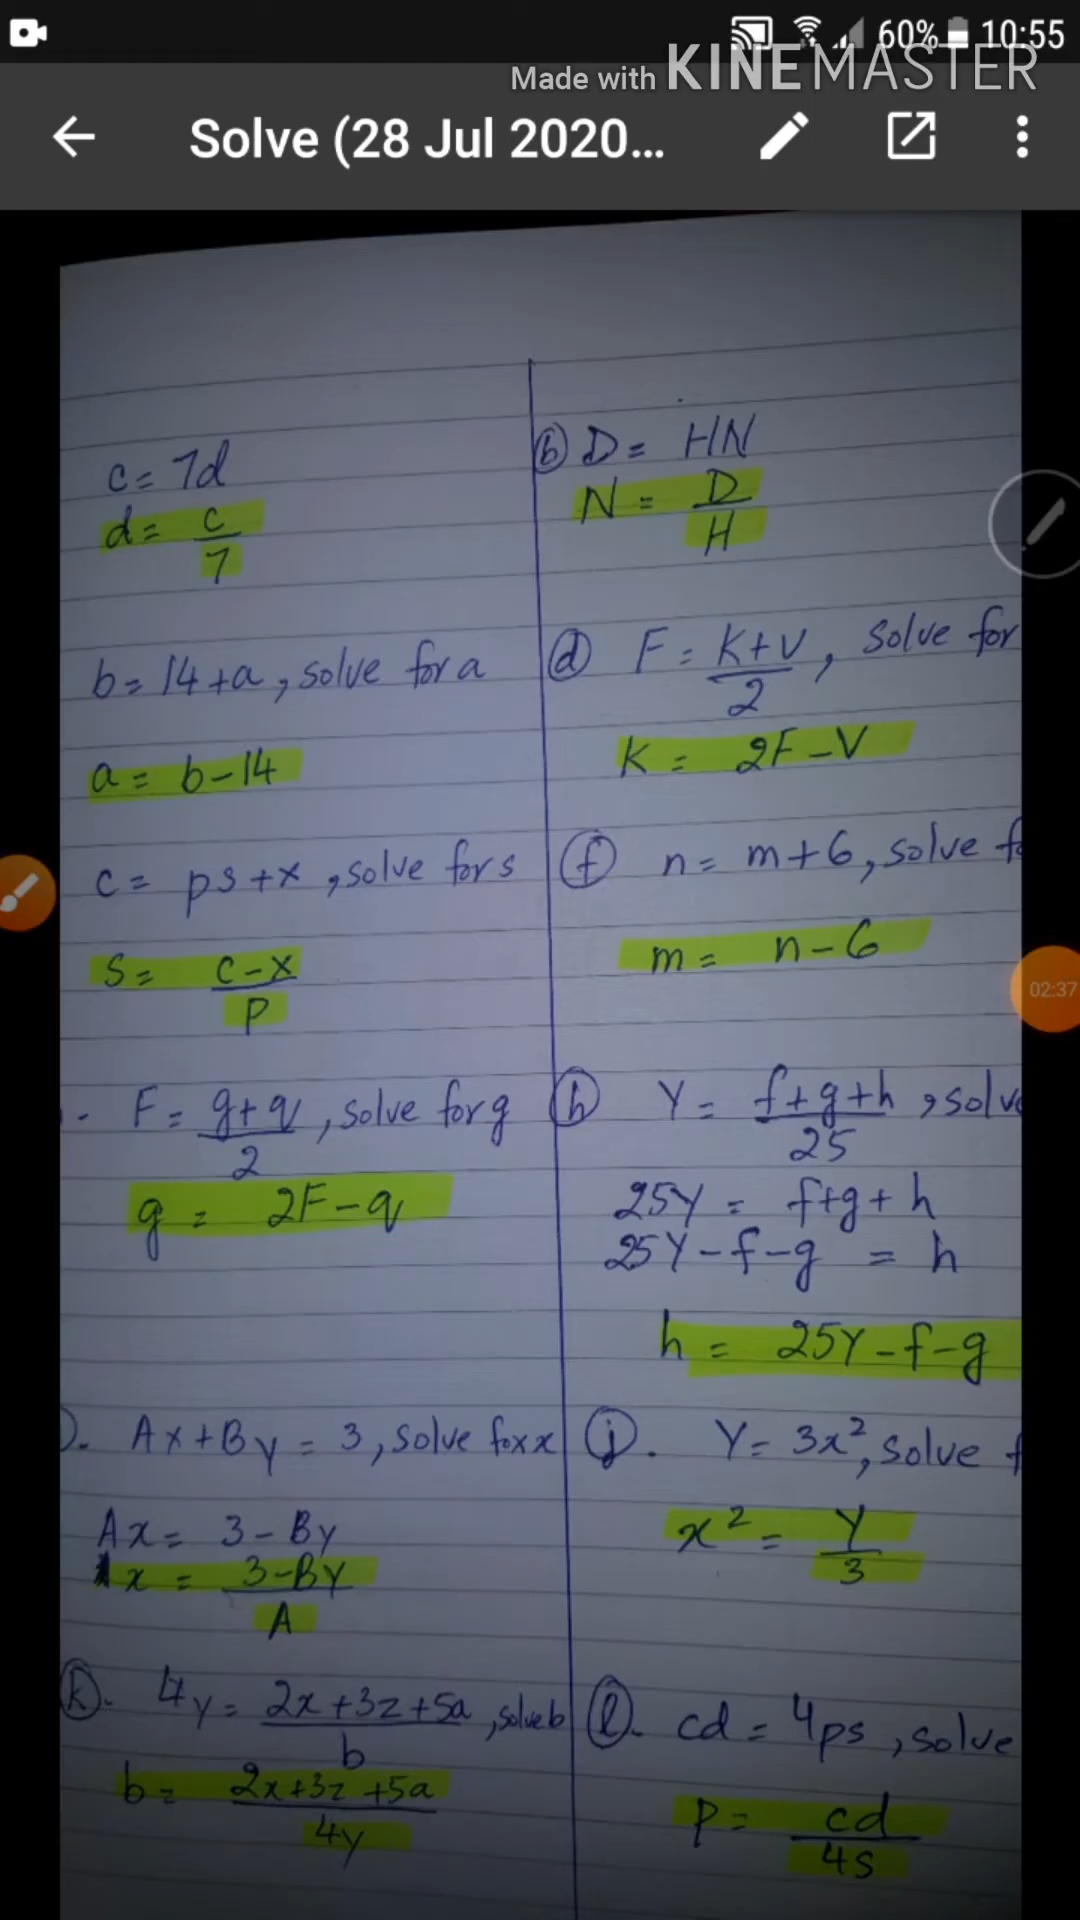 60% 10:55
Made with KINEMASTER
Solve (28 Jul 2020...
c = 7d
d = c/7
b = 14 + a, solve for a
a = b - 14
c = ps + x, solve for s
s = c - x / p
F = g + q / 2, solve for g
g = 2F - q
Ax + By = 3, solve for x
Ax = 3 - By
x = 3 - By / A
(k). 4y = 2x + 3z + 5a / b, solve b
b = 2x + 3z + 5a / 4y
(b) D = HN
N = D/H
(d) F = K + V / 2, solve for
K = 2F - V
(f) n = m + 6, solve
m = n - 6
02:37
(h) Y = f + g + h / 25, solve
25Y = f + g + h
25Y - f - g = h
h = 25Y - f - g
(j). Y = 3x², solve
x² = Y/3
(l). cd = 4ps, solve
p = cd / 4s